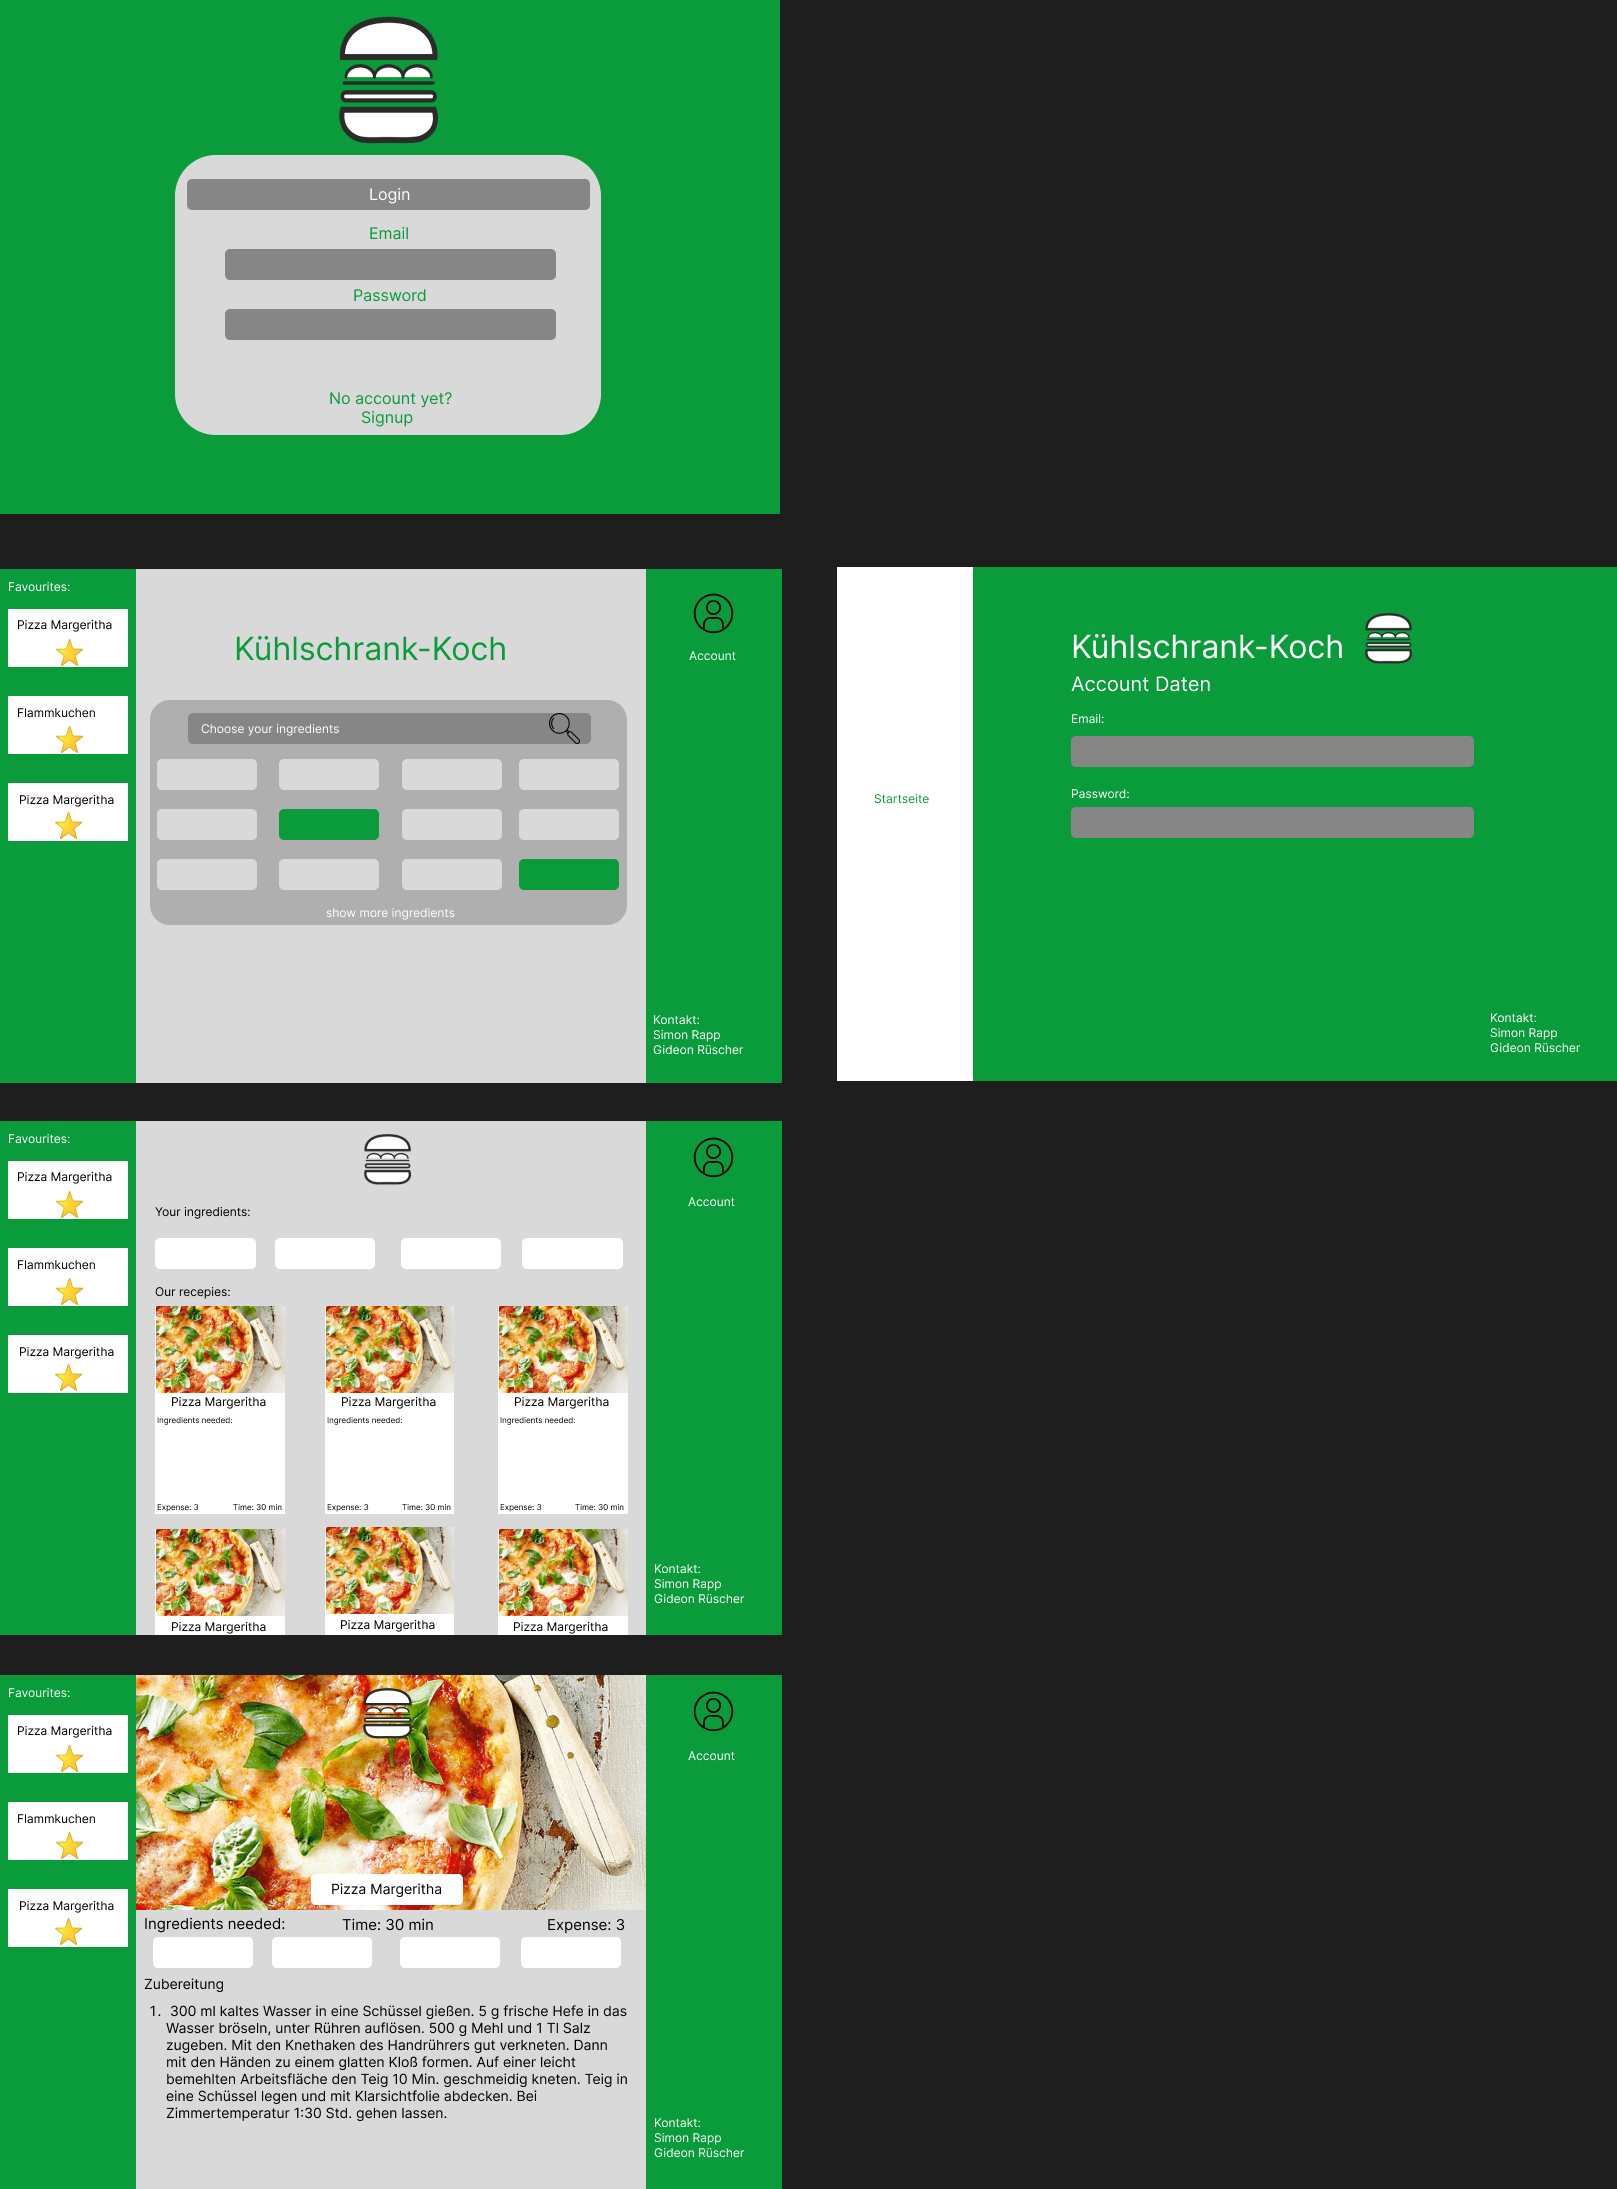 Login
Email
Password
No account yet?
Signup
Favourites:
Pizza Margeritha
Flammkuchen
Pizza Margeritha
Kühlschrank-Koch
Choose your ingredients
show more ingredients
Account
Kontakt:
Simon Rapp
Gideon Rüscher
Startseite
Kühlschrank-Koch
Account Daten
Email:
Password:
Kontakt:
Simon Rapp
Gideon Rüscher
Favourites:
Pizza Margeritha
Flammkuchen
Pizza Margeritha
Your ingredients:
Our recepies:
Pizza Margeritha
Ingredients needed:
Expense: 3 Time: 30 min
Pizza Margeritha
Ingredients needed:
Expense: 3 Time: 30 min
Pizza Margeritha
Ingredients needed:
Expense: 3 Time: 30 min
Pizza Margeritha
Pizza Margeritha
Pizza Margeritha
Account
Kontakt:
Simon Rapp
Gideon Rüscher
Favourites:
Pizza Margeritha
Flammkuchen
Pizza Margeritha
Pizza Margeritha
Ingredients needed: Time: 30 min Expense: 3
Zubereitung
1. 300 ml kaltes Wasser in eine Schüssel gießen. 5 g frische Hefe in das
Wasser bröseln, unter Rühren auflösen. 500 g Mehl und 1 Tl Salz
zugeben. Mit den Knethaken des Handrührers gut verkneten. Dann
mit den Händen zu einem glatten Kloß formen. Auf einer leicht
bemehlten Arbeitsfläche den Teig 10 Min. geschmeidig kneten. Teig in
eine Schüssel legen und mit Klarsichtfolie abdecken. Bei
Zimmertemperatur 1:30 Std. gehen lassen.
Account
Kontakt:
Simon Rapp
Gideon Rüscher